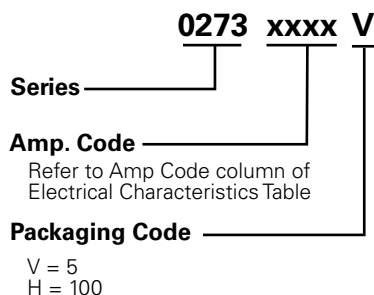 0273 xxxx V
Series
Amp. Code
Refer to Amp Code column of
Electrical Characteristics Table
Packaging Code
V = 5
H = 100